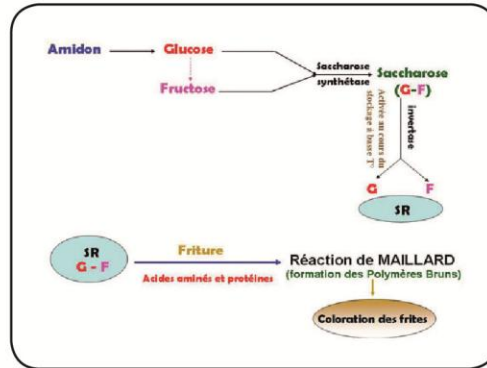 Amidon
Glucose
Fructose
Saccharose
synthétase
Saccharose
(G-F)
Activée au cours du
stockage à basse T°
invertase
G
F
SR
SR
G - F
Friture
Acides aminés et protéines
Réaction de MAILLARD
(formation des Polymères Bruns)
Coloration des frites